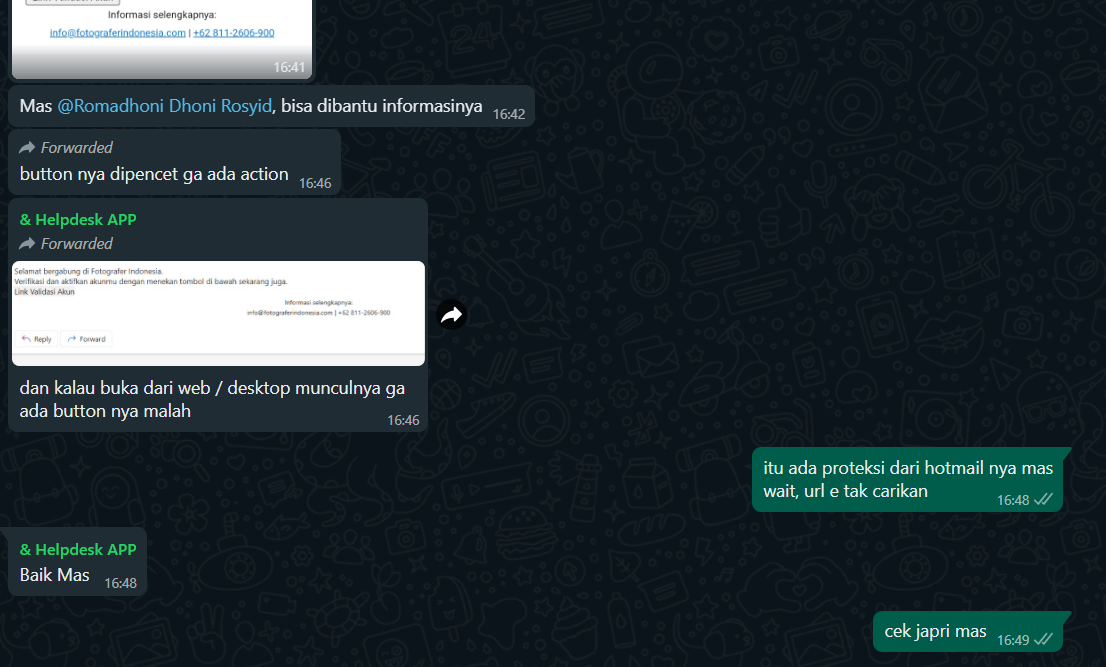 Informasi selengkapnya:
info@fotograferindonesia.com | +62 811-2606-900
16:41
Mas @Romadhoni Dhoni Rosyid, bisa dibantu informasinya
16:42
Forwarded
button nya dipencet ga ada action
16:46
& Helpdesk APP
Forwarded
Selamat bergabung di Fotografer Indonesia.
Verifikasi dan aktifkan akunmu dengan menekan tombol di bawah sekarang juga.
Link Validasi Akun
Informasi selengkapnya:
info@fotograferindonesia.com | +62 811-2606-900
Reply Forward
dan kalau buka dari web / desktop munculnya ga
ada button nya malah
16:46
itu ada proteksi dari hotmail nya mas
wait, url e tak carikan
16:48
& Helpdesk APP
Baik Mas
16:48
cek japri mas
16:49